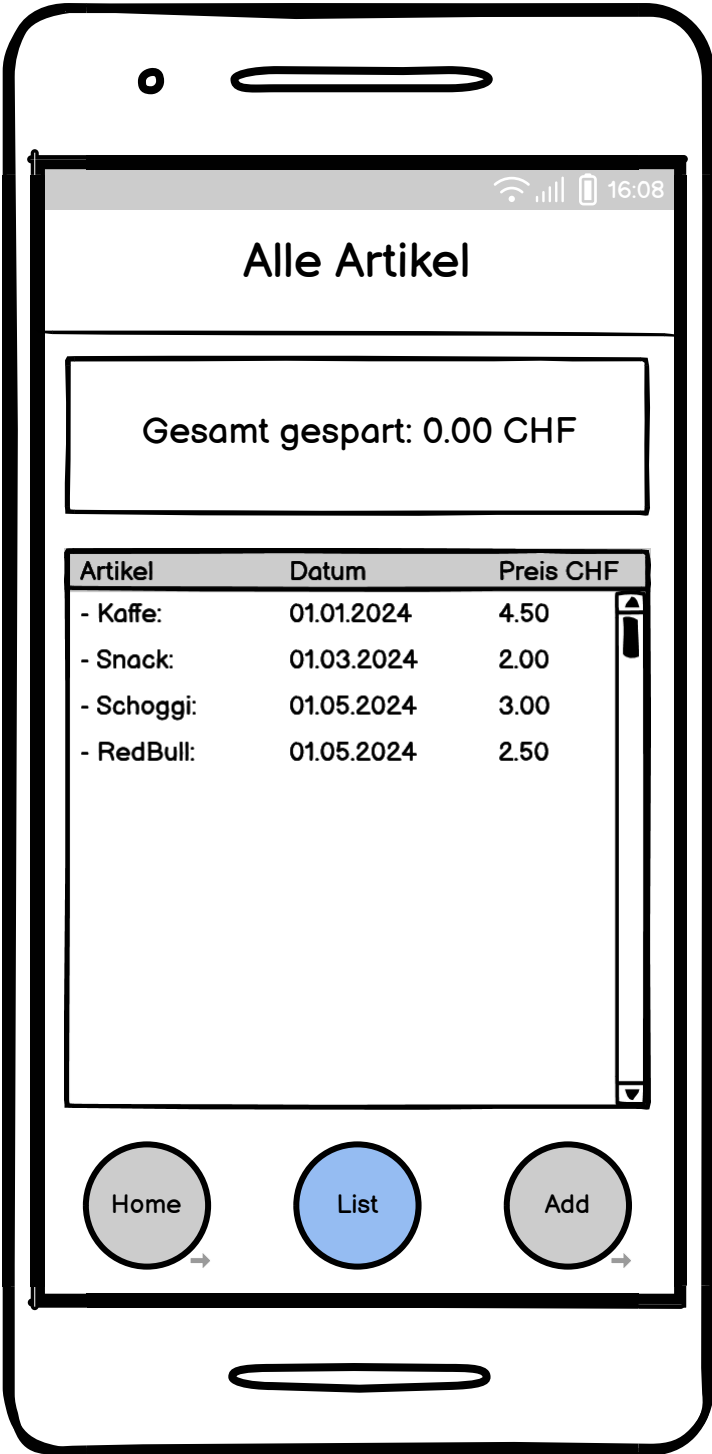 16:08
Alle Artikel
Gesamt gespart: 0.00 CHF
Artikel Datum Preis CHF
- Kaffe: 01.01.2024 4.50
- Snack: 01.03.2024 2.00
- Schoggi: 01.05.2024 3.00
- RedBull: 01.05.2024 2.50
Home List Add